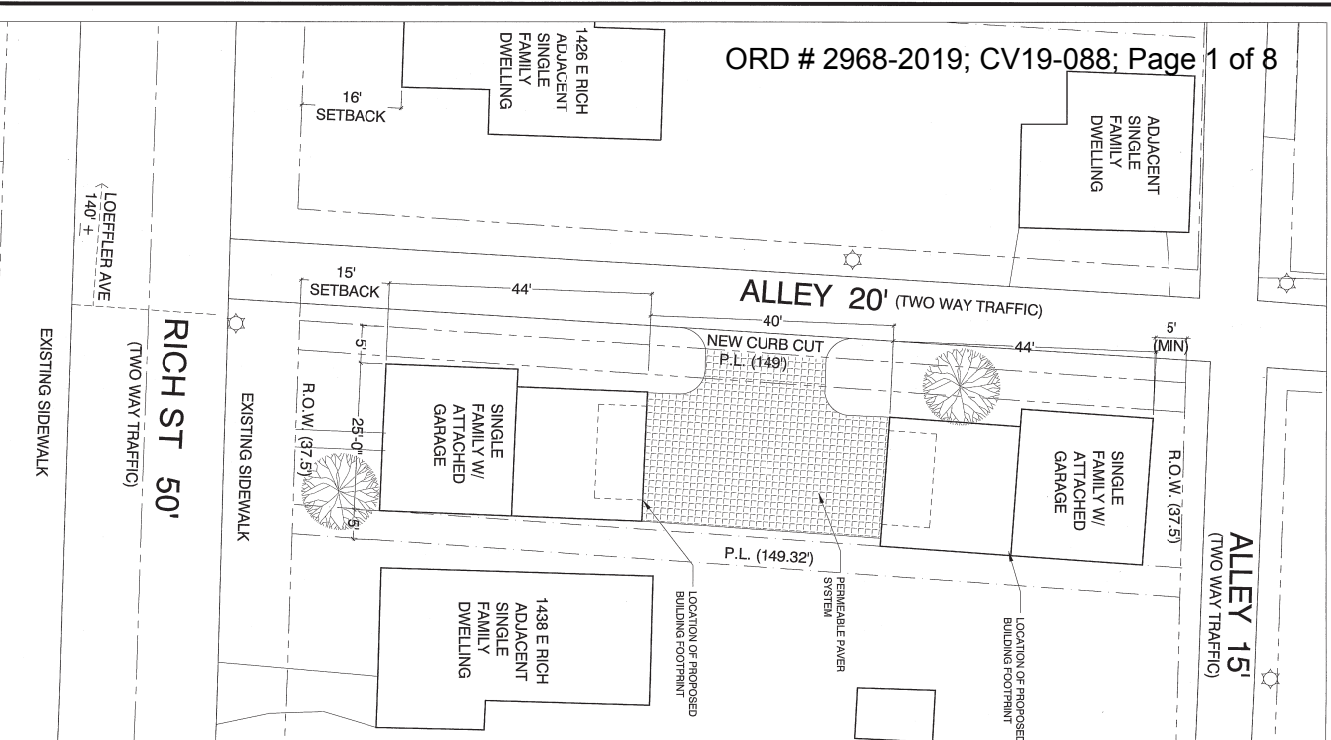 ORD # 2968-2019; CV19-088; Page 1 of 8
1426 E RICH
ADJACENT
SINGLE
FAMILY
DWELLING
16'
SETBACK
ADJACENT
SINGLE
FAMILY
DWELLING
LOEFFLER AVE
140' +
15'
SETBACK
44'
ALLEY 20' (TWO WAY TRAFFIC)
40'
NEW CURB CUT
P.L. (149')
44'
5'
(MIN)
5'
25'-0"
5'
R.O.W. (37.5')
SINGLE
FAMILY W/
ATTACHED
GARAGE
SINGLE
FAMILY W/
ATTACHED
GARAGE
R.O.W. (37.5')
RICH ST 50'
(TWO WAY TRAFFIC)
EXISTING SIDEWALK
EXISTING SIDEWALK
P.L. (149.32')
PERMEABLE PAVER
SYSTEM
LOCATION OF PROPOSED
BUILDING FOOTPRINT
LOCATION OF PROPOSED
BUILDING FOOTPRINT
ALLEY 15'
(TWO WAY TRAFFIC)
1438 E RICH
ADJACENT
SINGLE
FAMILY
DWELLING